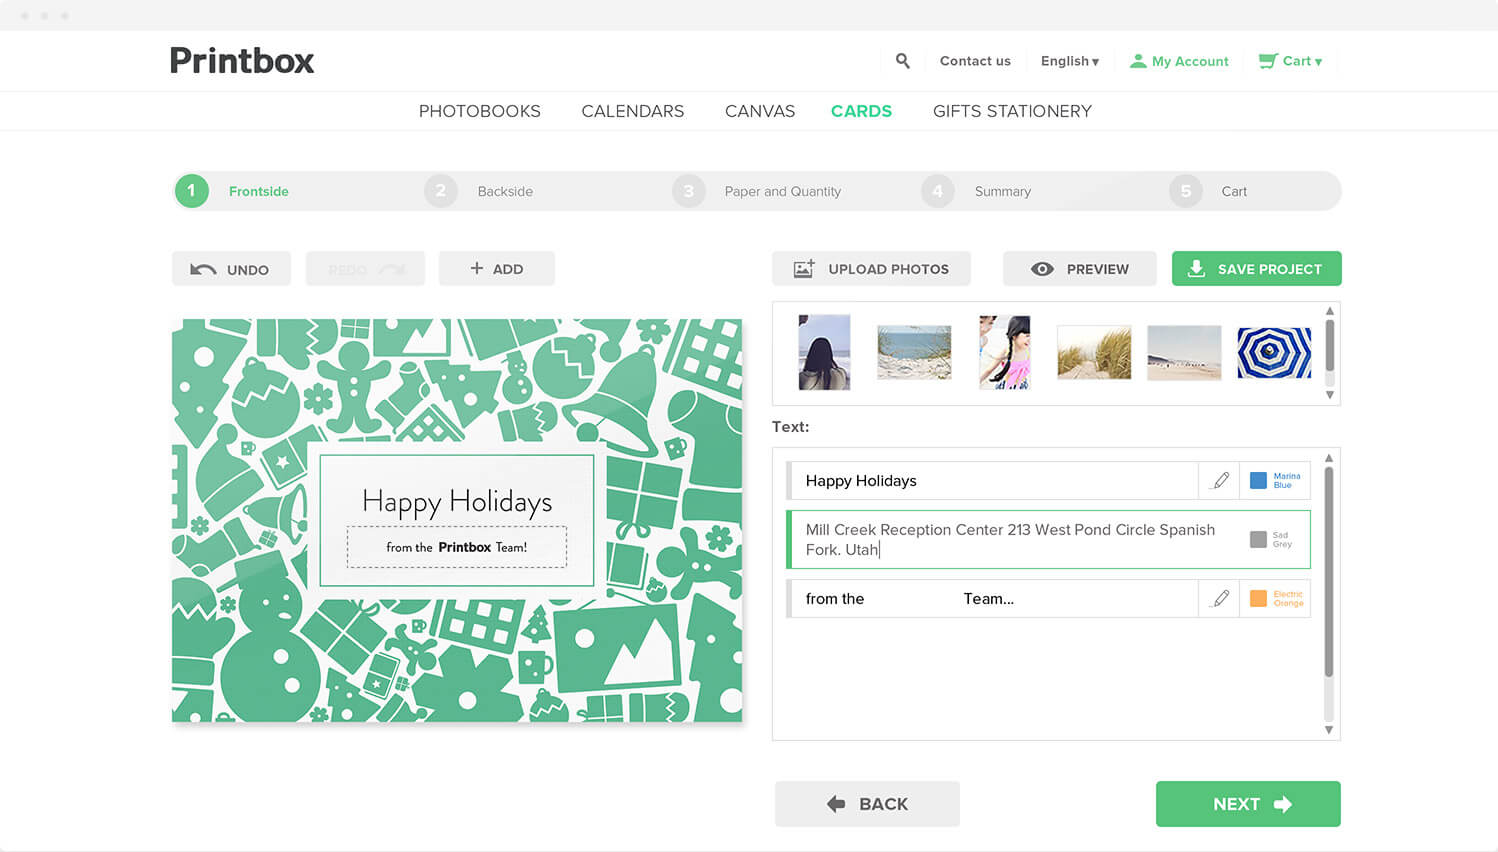 Printbox
Contact us
English ▾
My Account
Cart ▾
PHOTOBOOKS
CALENDARS
CANVAS
CARDS
GIFTS STATIONERY
1 Frontside
2 Backside
3 Paper and Quantity
4 Summary
5 Cart
UNDO
REDO
+ ADD
UPLOAD PHOTOS
PREVIEW
SAVE PROJECT
Happy Holidays
from the Printbox Team!
Text:
Happy Holidays
Marina
Blue
Mill Creek Reception Center 213 West Pond Circle Spanish
Fork. Utah
Sad
Grey
from the Team...
Electric
Orange
BACK
NEXT